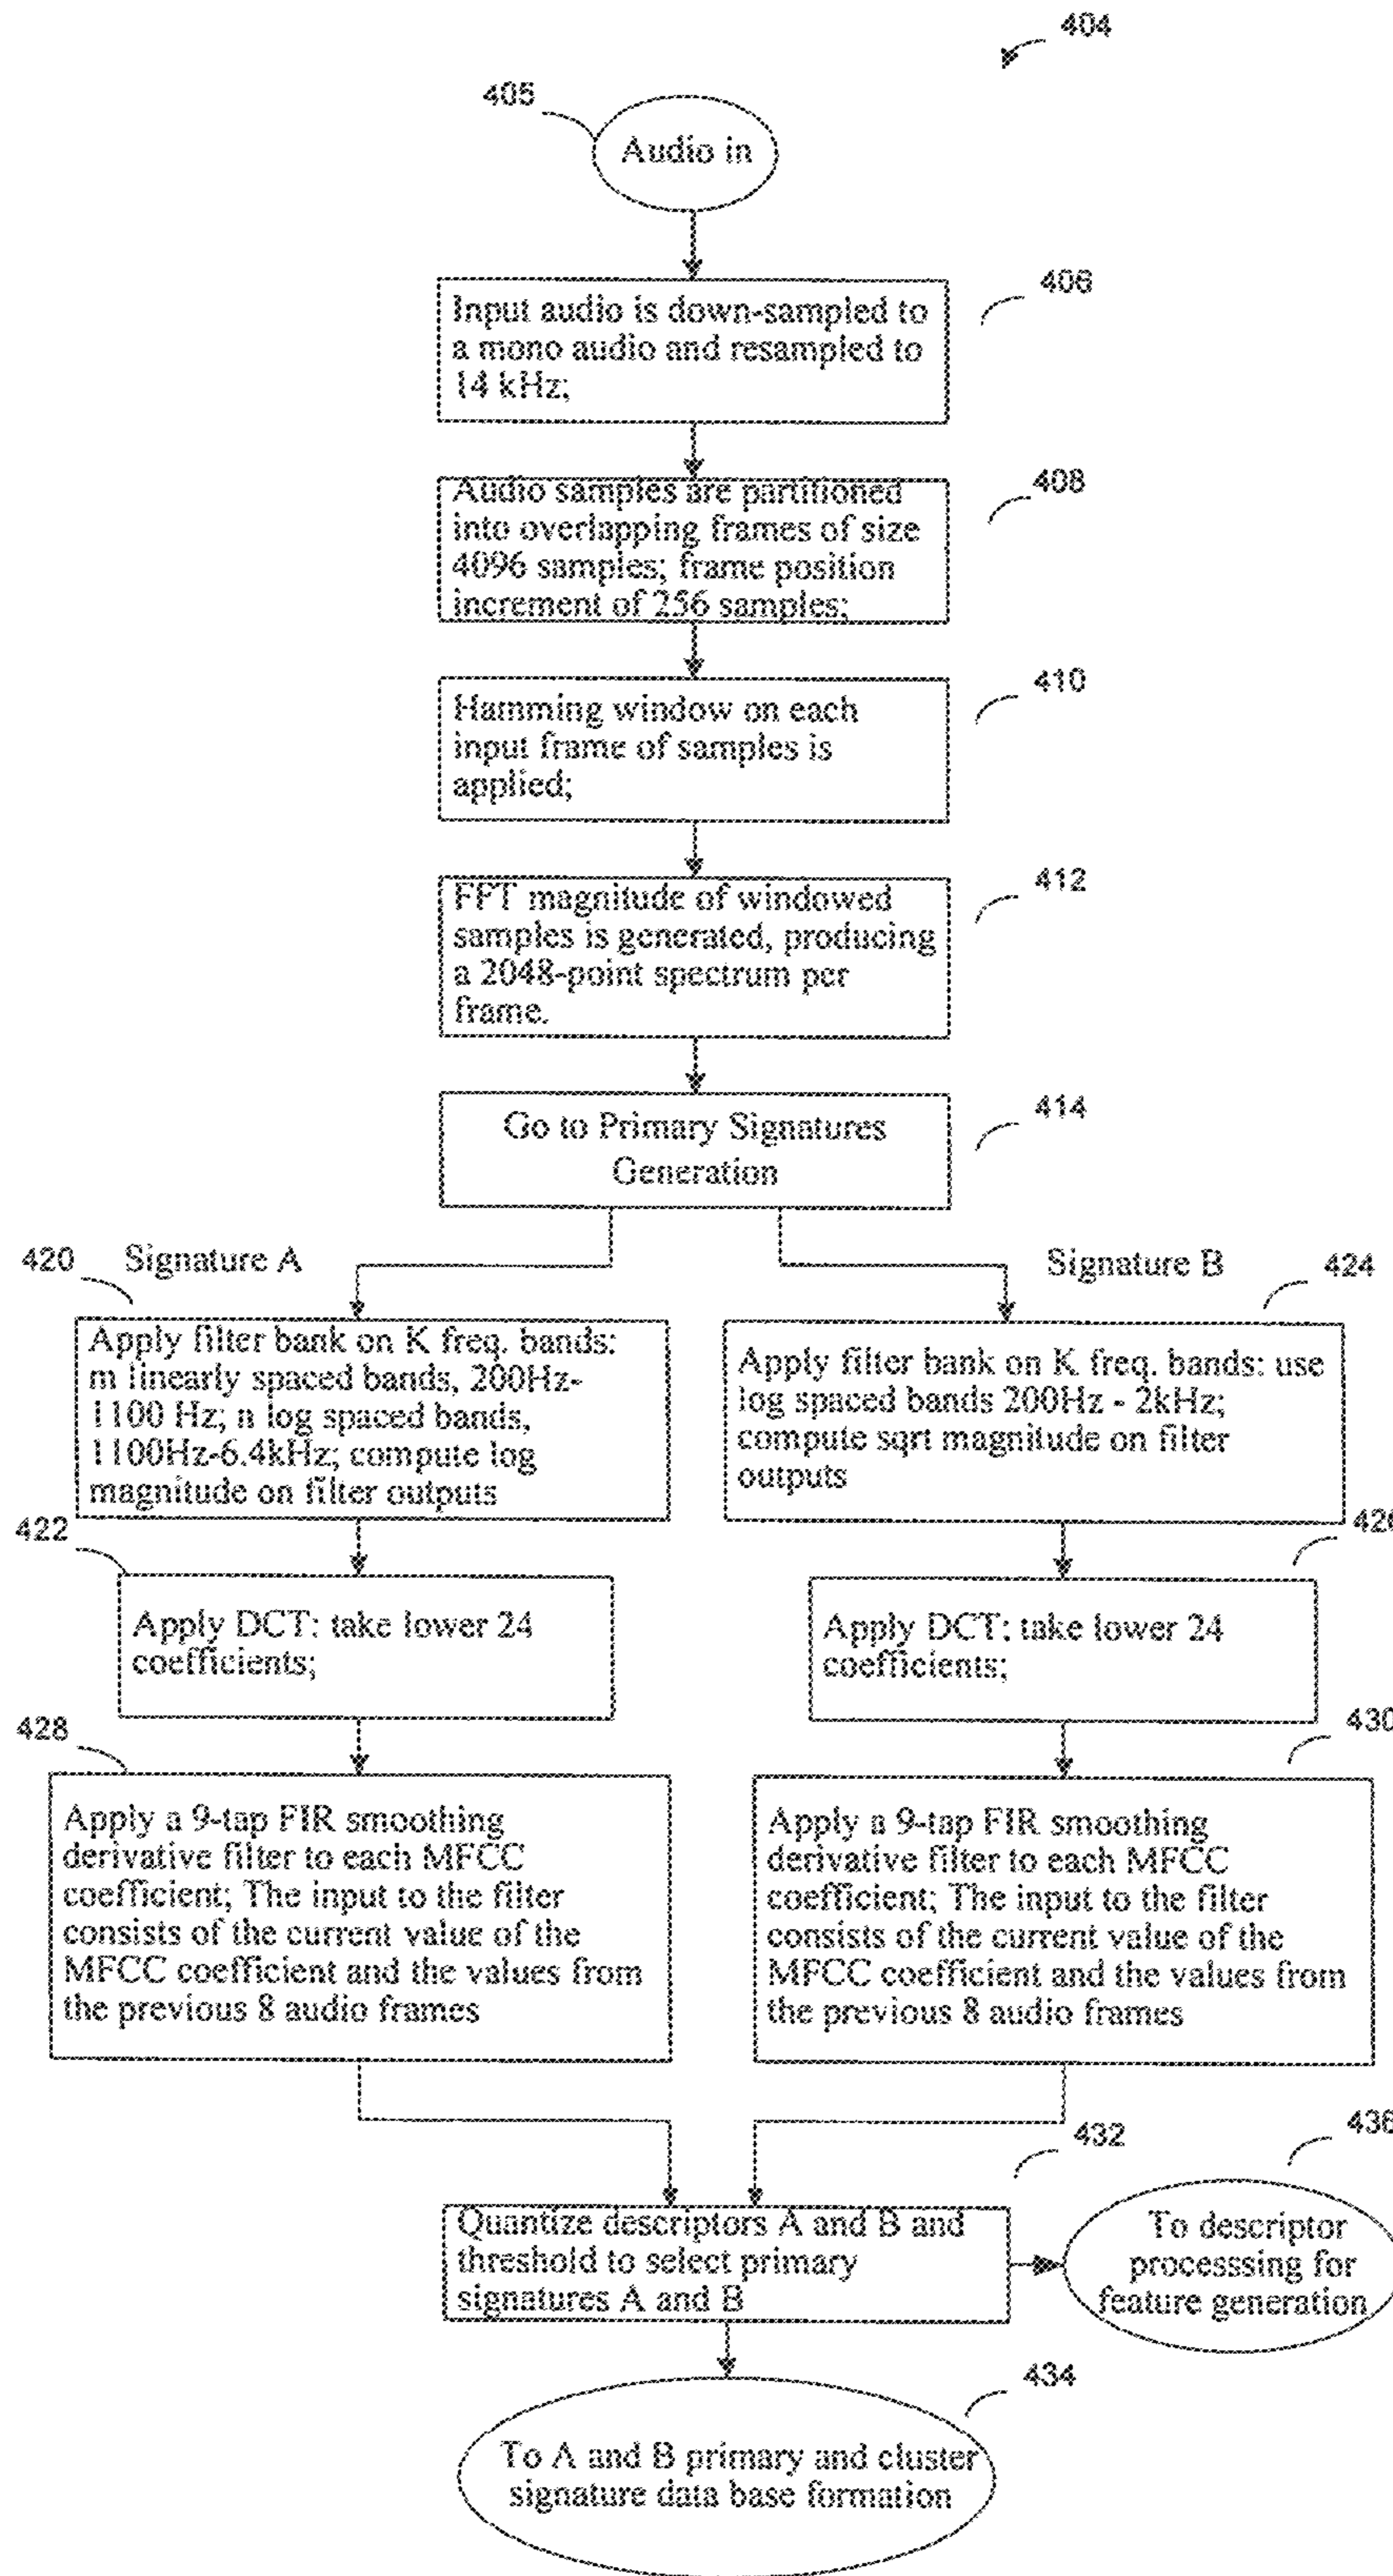 404
405
Audio in
406
Input audio is down-sampled to
a mono audio and resampled to
14 kHz;
408
Audio samples are partitioned
into overlapping frames of size
4096 samples; frame position
increment of 256 samples;
410
Hamming window on each
input frame of samples is
applied;
412
FFT magnitude of windowed
samples is generated, producing
a 2048-point spectrum per
frame.
414
Go to Primary Signatures
Generation
420
Signature A
Apply filter bank on K freq. bands:
m linearly spaced bands, 200Hz-
1100 Hz; n log spaced bands,
1100Hz-6.4kHz; compute log
magnitude on filter outputs
Signature B
424
Apply filter bank on K freq. bands: use
log spaced bands 200Hz - 2kHz;
compute sqrt magnitude on filter
outputs
422
Apply DCT: take lower 24
coefficients;
426
Apply DCT: take lower 24
coefficients;
428
Apply a 9-tap FIR smoothing
derivative filter to each MFCC
coefficient; The input to the filter
consists of the current value of the
MFCC coefficient and the values from
the previous 8 audio frames
430
Apply a 9-tap FIR smoothing
derivative filter to each MFCC
coefficient; The input to the filter
consists of the current value of the
MFCC coefficient and the values from
the previous 8 audio frames
432
Quantize descriptors A and B and
threshold to select primary
signatures A and B
436
To descriptor
processsing for
feature generation
434
To A and B primary and cluster
signature data base formation